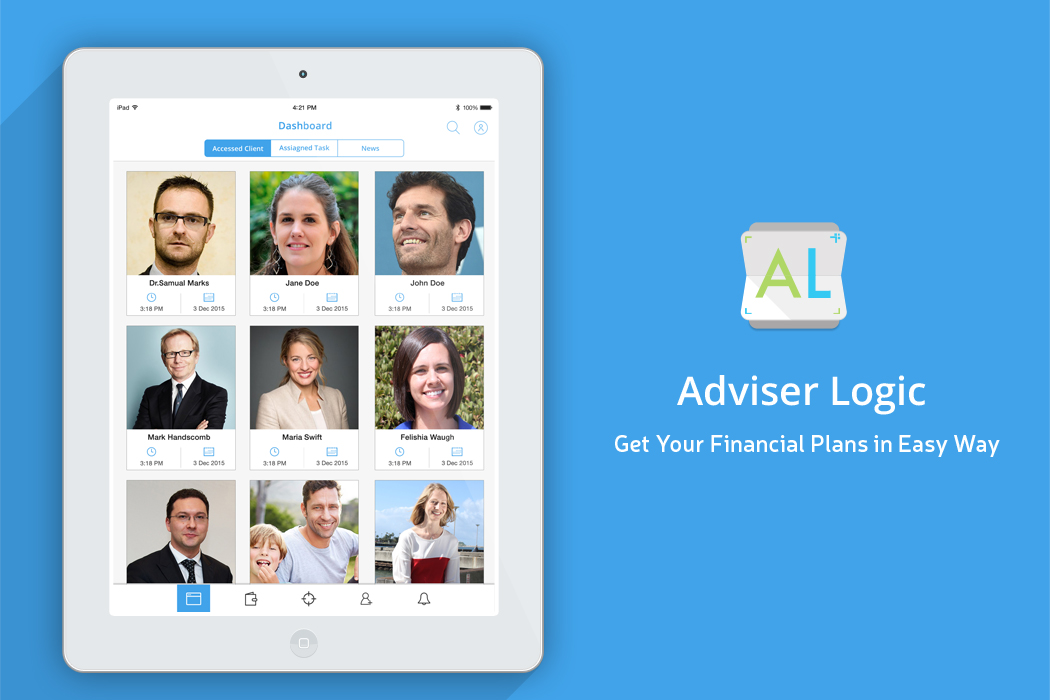 iPad 4:21 PM 100%
Dashboard
Accessed Client Assiagned Task News
Dr.Samual Marks Jane Doe John Doe
3:18 PM 3 Dec 2015 3:18 PM 3 Dec 2015 3:18 PM 3 Dec 2015
Mark Handscomb Maria Swift Felishia Waugh
3:18 PM 3 Dec 2015 3:18 PM 3 Dec 2015 3:18 PM 3 Dec 2015
AL
Adviser Logic
Get Your Financial Plans in Easy Way